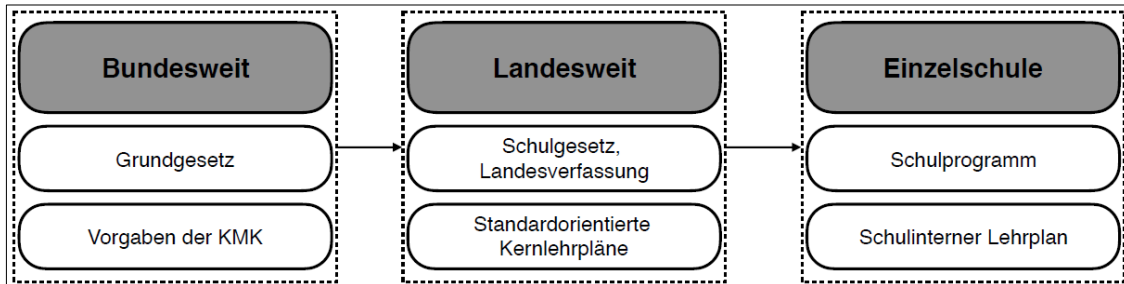 Bundesweit
Grundgesetz
Vorgaben der KMK
Landesweit
Schulgesetz,
Landesverfassung
Standardorientierte
Kernlehrpläne
Einzelschule
Schulprogramm
Schulinterner Lehrplan